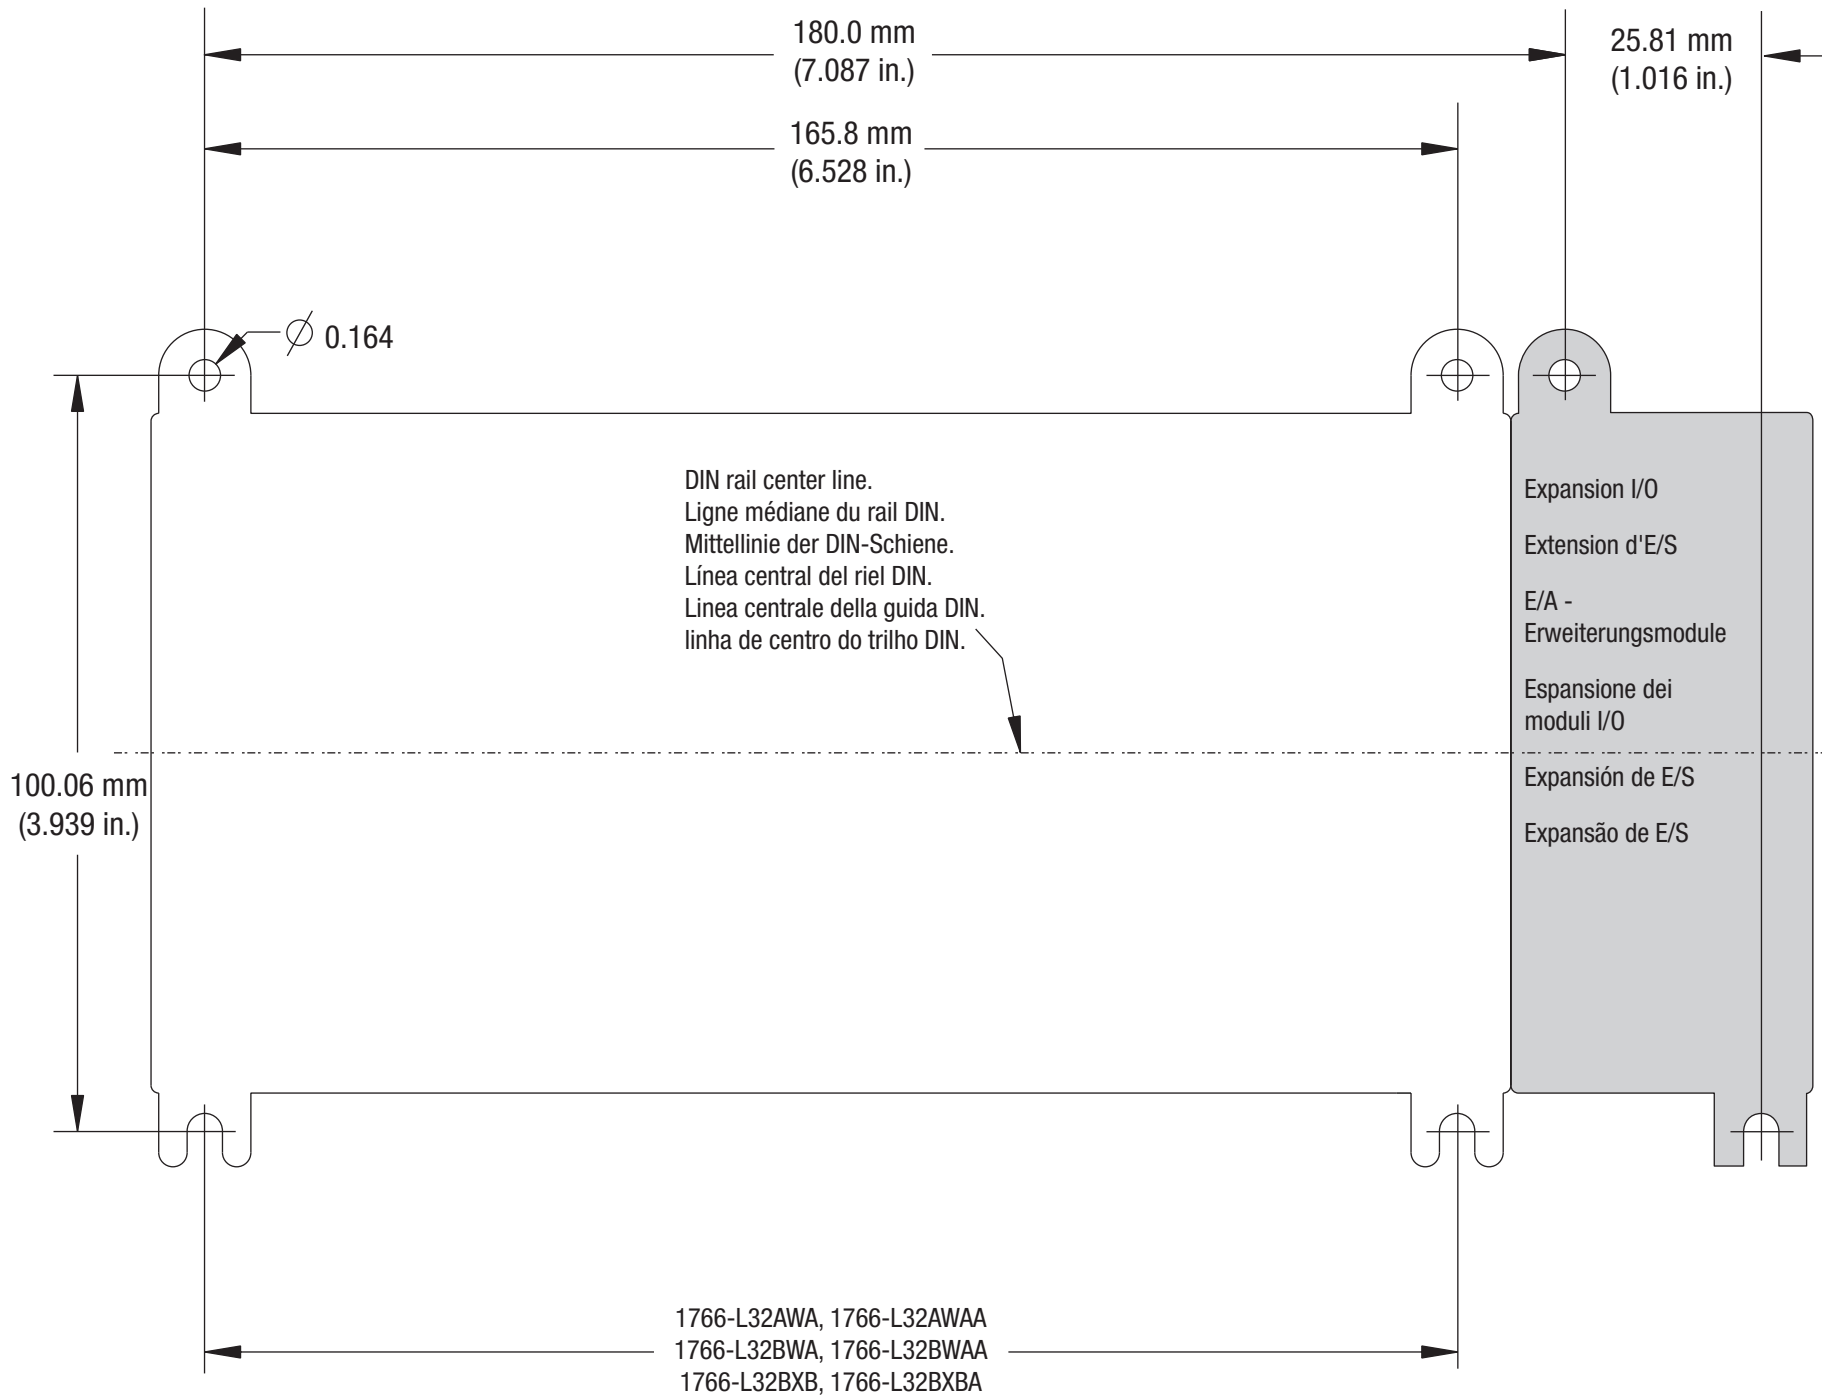 180.0 mm
(7.087 in.)
25.81 mm
(1.016 in.)
165.8 mm
(6.528 in.)
∅ 0.164
DIN rail center line.
Ligne médiane du rail DIN.
Mittellinie der DIN-Schiene.
Línea central del riel DIN.
Linea centrale della guida DIN.
linha de centro do trilho DIN.
Expansion I/O
Extension d'E/S
E/A -
Erweiterungsmodule
Espansione dei
moduli I/O
Expansión de E/S
Expansão de E/S
100.06 mm
(3.939 in.)
1766-L32AWA, 1766-L32AWAA
1766-L32BWA, 1766-L32BWAA
1766-L32BXB, 1766-L32BXBA